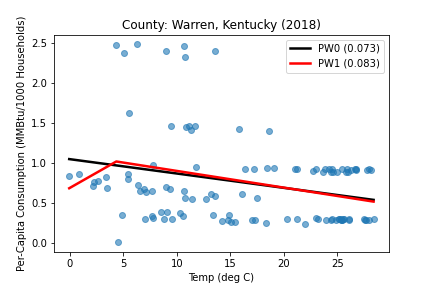 County: Warren, Kentucky (2018)
Per-Capita Consumption (MMBtu/1000 Households)
2.5
2.0
1.5
1.0
0.5
0.0
PW0 (0.073)
PW1 (0.083)
0 5 10 15 20 25
Temp (deg C)